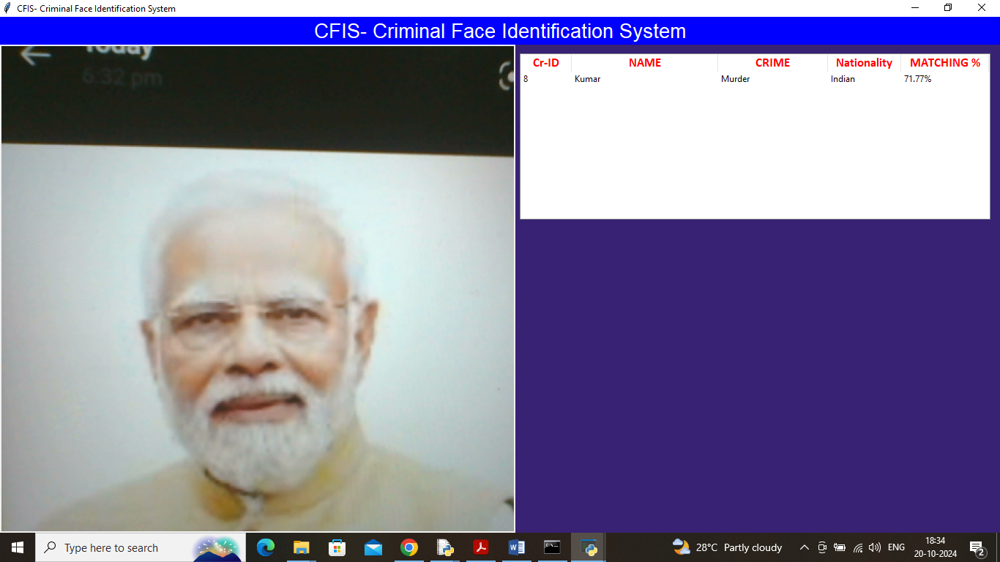 CFIS- Criminal Face Identification System
CFIS- Criminal Face Identification System
Today
6:32 pm
Cr-ID NAME CRIME Nationality MATCHING %
8 Kumar Murder Indian 71.77%
Type here to search
28°C Partly cloudy
ENG
18:34
20-10-2024
2